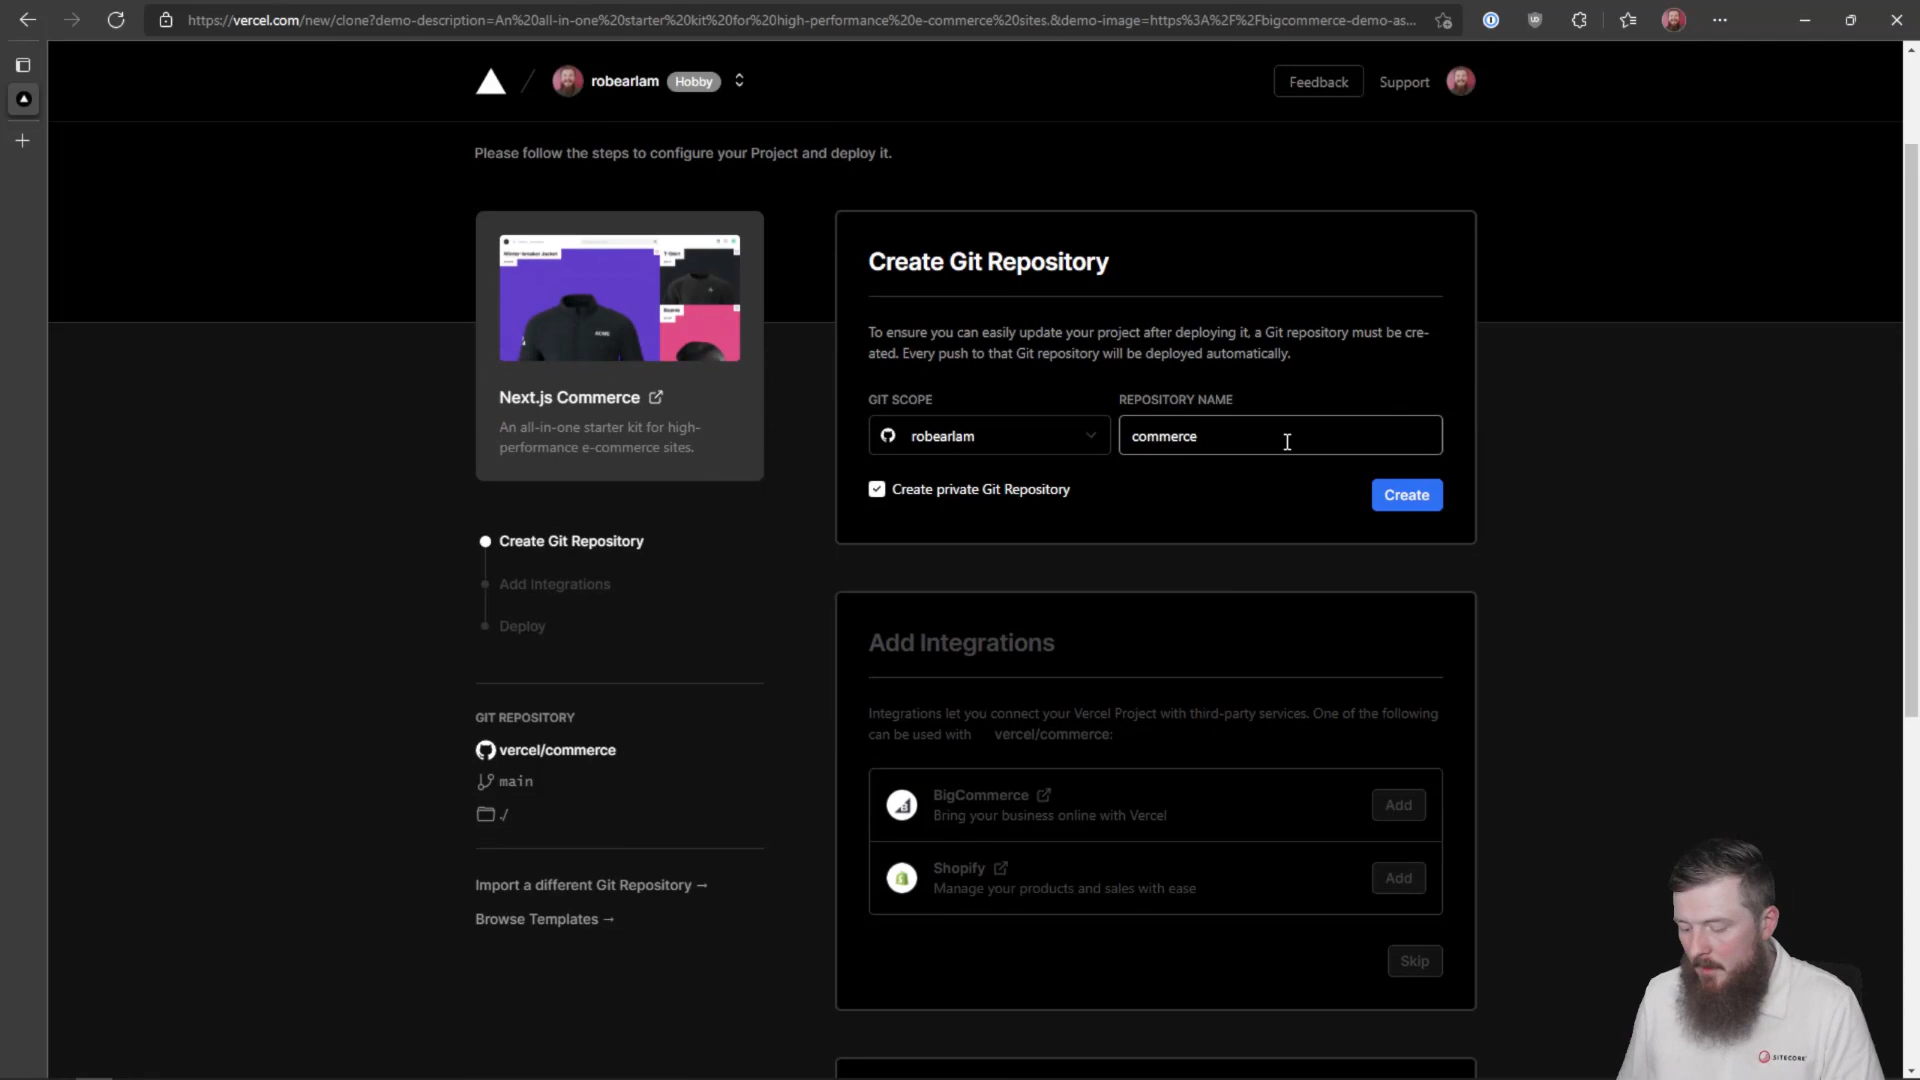 https://vercel.com/new/clone?demo-description=An%20all-in-one%20starter%20kit%20for%20high-performance%20e-commerce%20sites.&demo-image=https%3A%2F%2Fbigcommerce-demo-as...
robearlam Hobby
Feedback Support
Please follow the steps to configure your Project and deploy it.
Next.js Commerce
An all-in-one starter kit for high-
performance e-commerce sites.
Create Git Repository
Add Integrations
Deploy
GIT REPOSITORY
vercel/commerce
main
/
Import a different Git Repository →
Browse Templates →
Create Git Repository
To ensure you can easily update your project after deploying it, a Git repository must be cre-
ated. Every push to that Git repository will be deployed automatically.
GIT SCOPE REPOSITORY NAME
robearlam commerce
Create private Git Repository Create
Add Integrations
Integrations let you connect your Vercel Project with third-party services. One of the following
can be used with vercel/commerce:
BigCommerce
Bring your business online with Vercel
Add
Shopify
Manage your products and sales with ease
Add
Skip
SITECORE